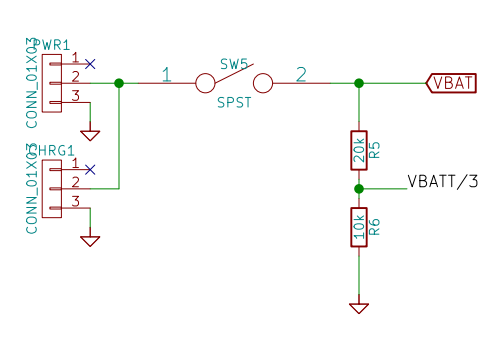 PWR1
CONN_01X03
1
2
3
1
SW5
2
SPST
VBAT
CHRG1
CONN_01X03
1
2
3
20k
R5
VBATT/3
10k
R6